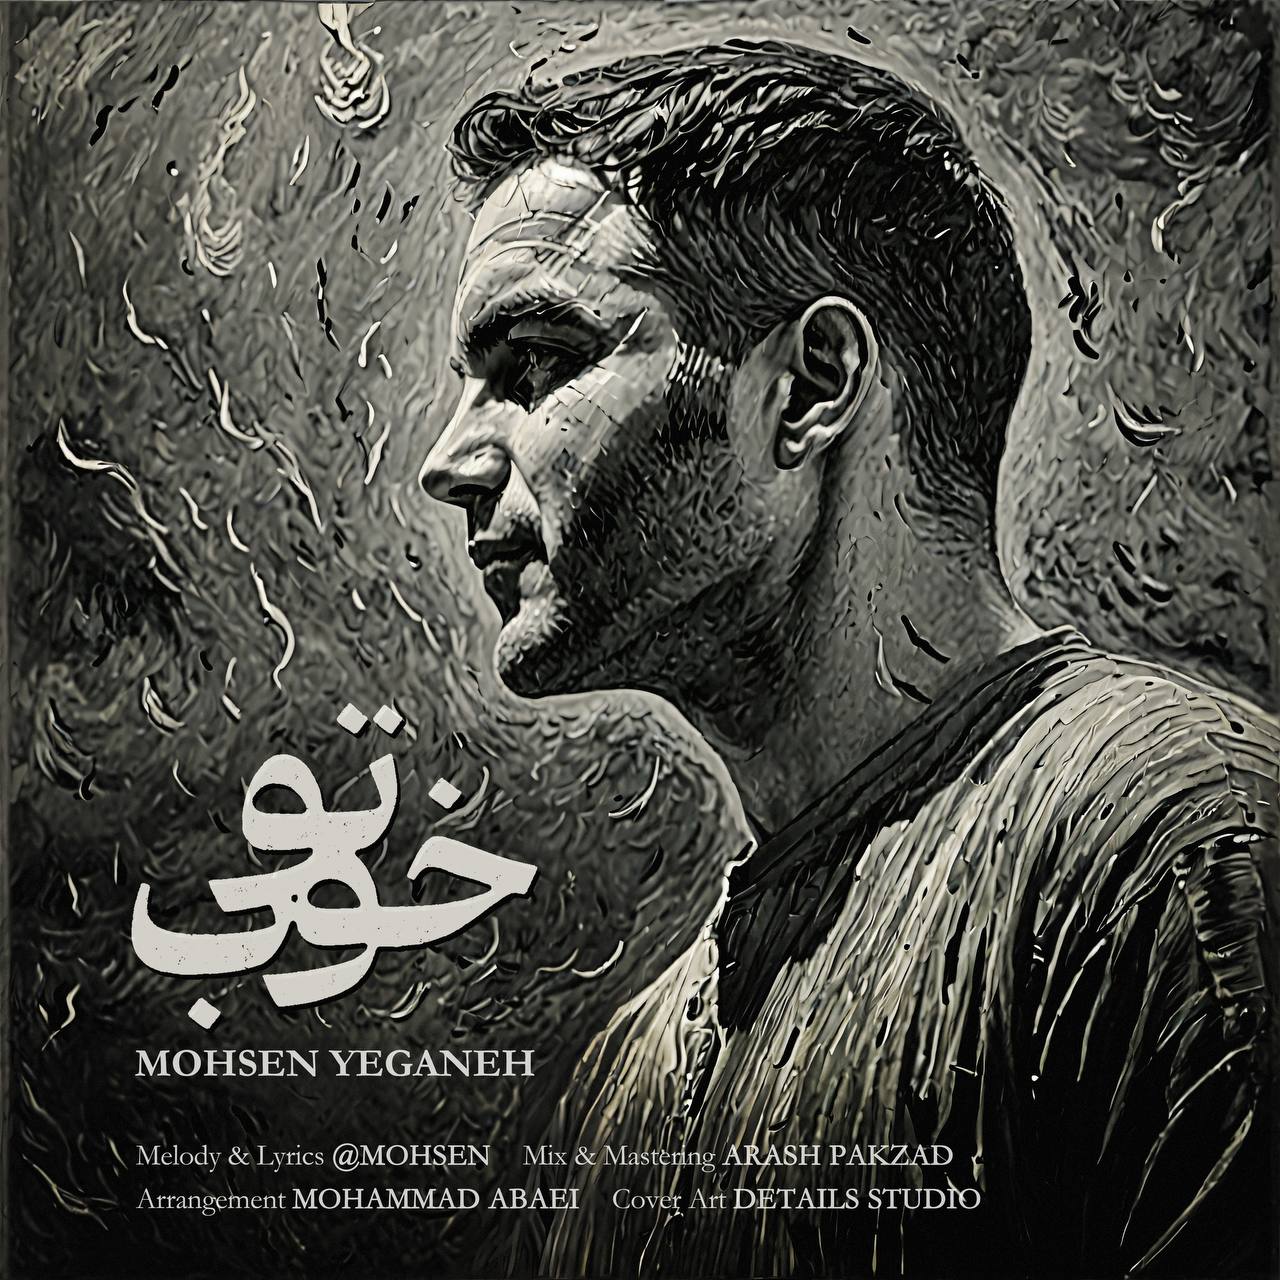 تو
خوب
MOHSEN YEGANEH
Melody & Lyrics @MOHSEN Mix & Mastering ARASH PAKZAD
Arrangement MOHAMMAD ABAEI Cover Art DETAILS STUDIO